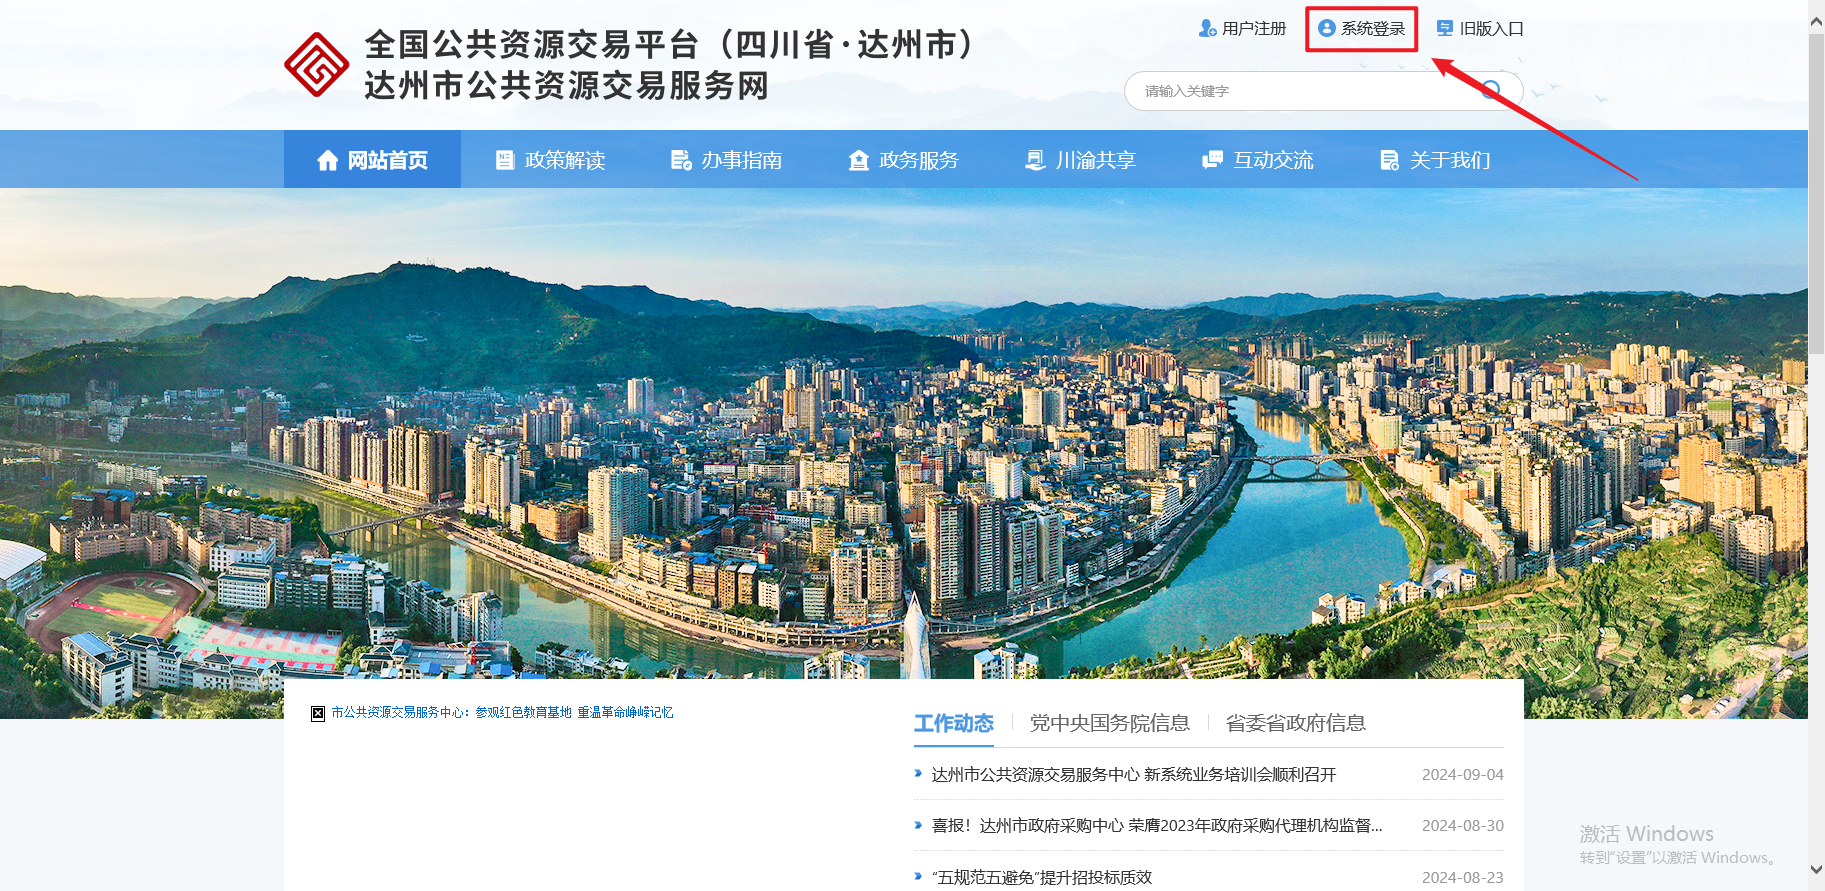 用户注册 系统登录 旧版入口
全国公共资源交易平台（四川省·达州市）
达州市公共资源交易服务网
请输入关键字
网站首页 政策解读 办事指南 政务服务 川渝共享 互动交流 关于我们
市公共资源交易服务中心：参观红色教育基地 重温革命峥嵘记忆
工作动态 党中央国务院信息 省委省政府信息
达州市公共资源交易服务中心 新系统业务培训会顺利召开 2024-09-04
喜报！达州市政府采购中心 荣膺2023年政府采购代理机构监督... 2024-08-30
“五规范五避免”提升招投标质效 2024-08-23
激活 Windows
转到“设置”以激活 Windows。